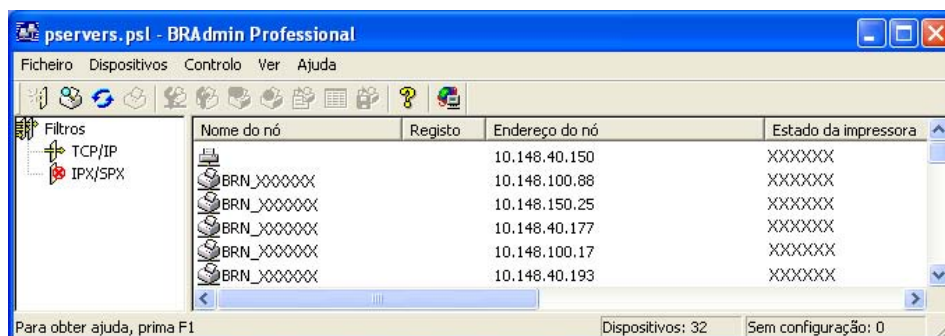 pservers.psl - BRAdmin Professional
Ficheiro Dispositivos Controlo Ver Ajuda
Filtros
TCP/IP
IPX/SPX
Nome do nó Registo Endereço do nó Estado da impressora
10.148.40.150 XXXXXX
BRN_XXXXXX 10.148.100.88 XXXXXX
BRN_XXXXXX 10.148.150.25 XXXXXX
BRN_XXXXXX 10.148.40.177 XXXXXX
BRN_XXXXXX 10.148.100.17 XXXXXX
BRN_XXXXXX 10.148.40.193 XXXXXX
Para obter ajuda, prima F1 Dispositivos: 32 Sem configuração: 0